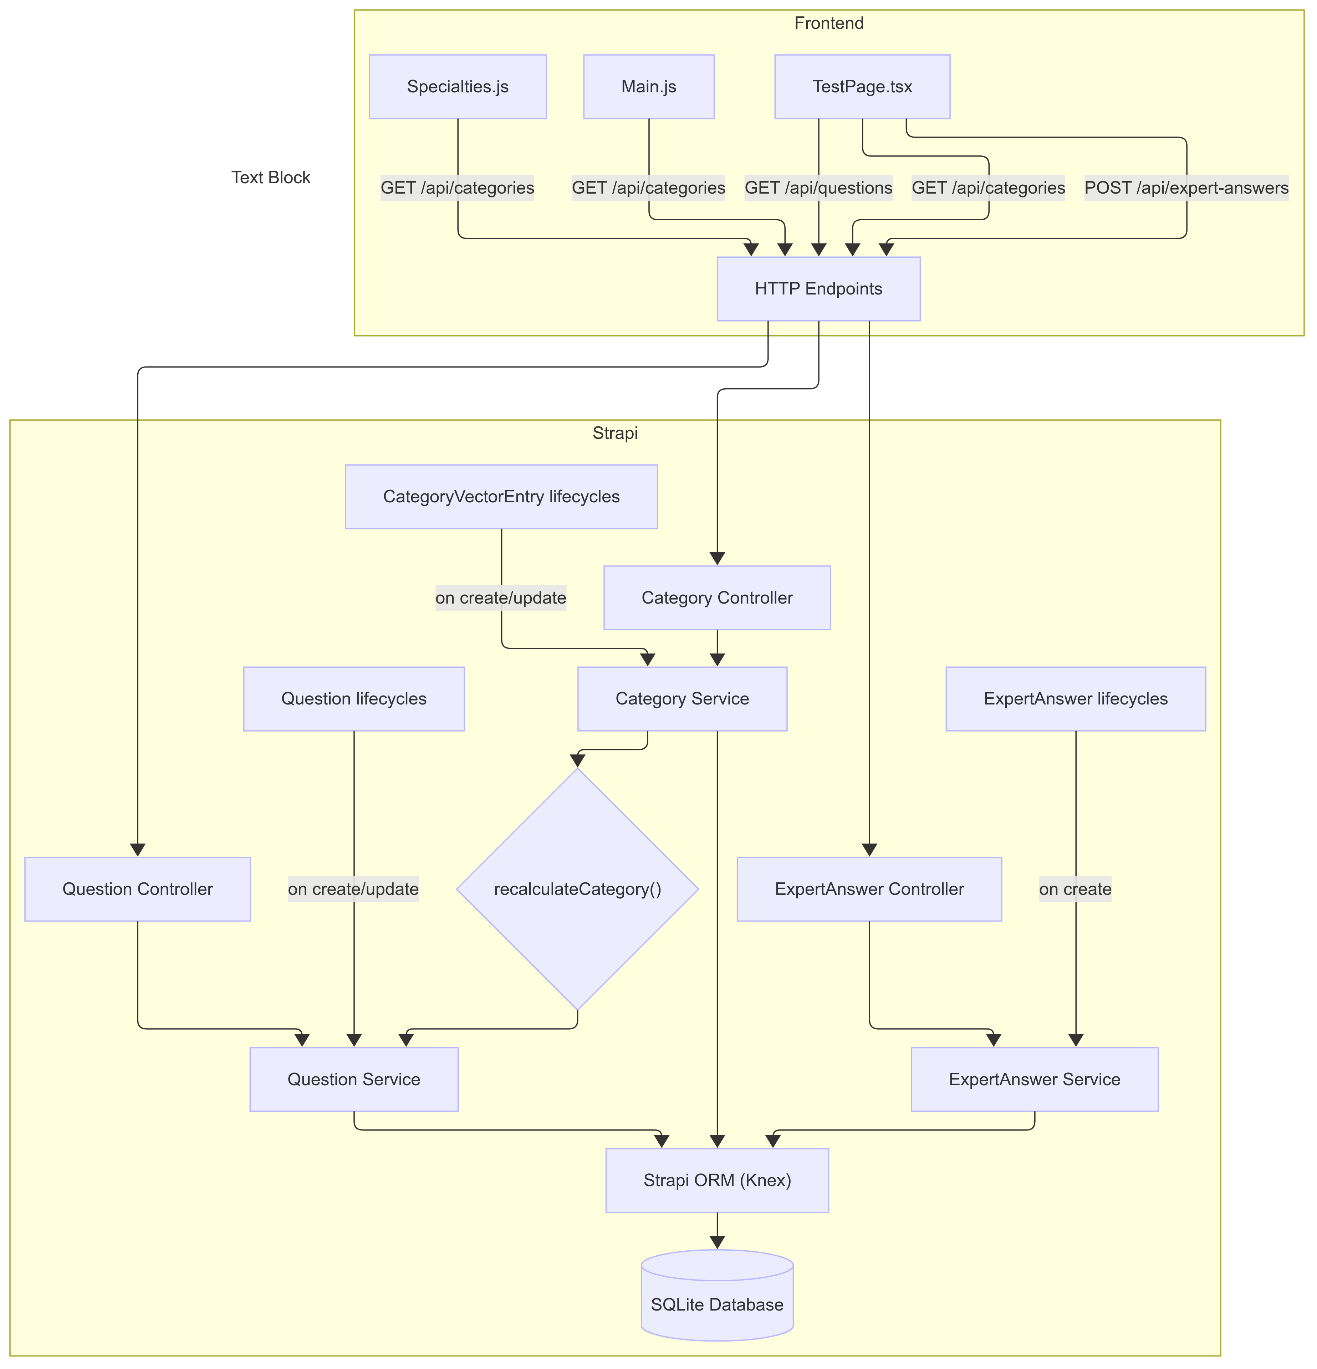 Frontend
Specialties.js
Main.js
TestPage.tsx
Text Block
GET /api/categories
GET /api/categories
GET /api/questions
GET /api/categories
POST /api/expert-answers
HTTP Endpoints
Strapi
CategoryVectorEntry lifecycles
on create/update
Category Controller
Question lifecycles
Category Service
ExpertAnswer lifecycles
Question Controller
on create/update
recalculateCategory()
ExpertAnswer Controller
on create
Question Service
ExpertAnswer Service
Strapi ORM (Knex)
SQLite Database